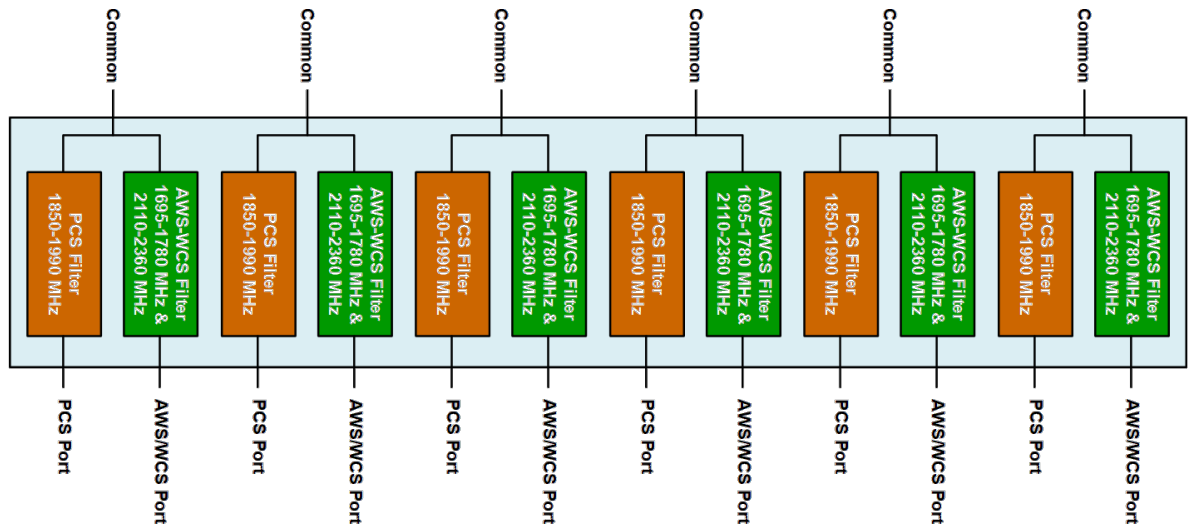 Common
Common
Common
Common
Common
Common
PCS Filter
1850-1990 MHz
AWS-WCS Filter
1695-1780 MHz &
2110-2360 MHz
PCS Filter
1850-1990 MHz
AWS-WCS Filter
1695-1780 MHz &
2110-2360 MHz
PCS Filter
1850-1990 MHz
AWS-WCS Filter
1695-1780 MHz &
2110-2360 MHz
PCS Filter
1850-1990 MHz
AWS-WCS Filter
1695-1780 MHz &
2110-2360 MHz
PCS Filter
1850-1990 MHz
AWS-WCS Filter
1695-1780 MHz &
2110-2360 MHz
PCS Filter
1850-1990 MHz
AWS-WCS Filter
1695-1780 MHz &
2110-2360 MHz
PCS Port
AWS/WCS Port
PCS Port
AWS/WCS Port
PCS Port
AWS/WCS Port
PCS Port
AWS/WCS Port
PCS Port
AWS/WCS Port
PCS Port
AWS/WCS Port